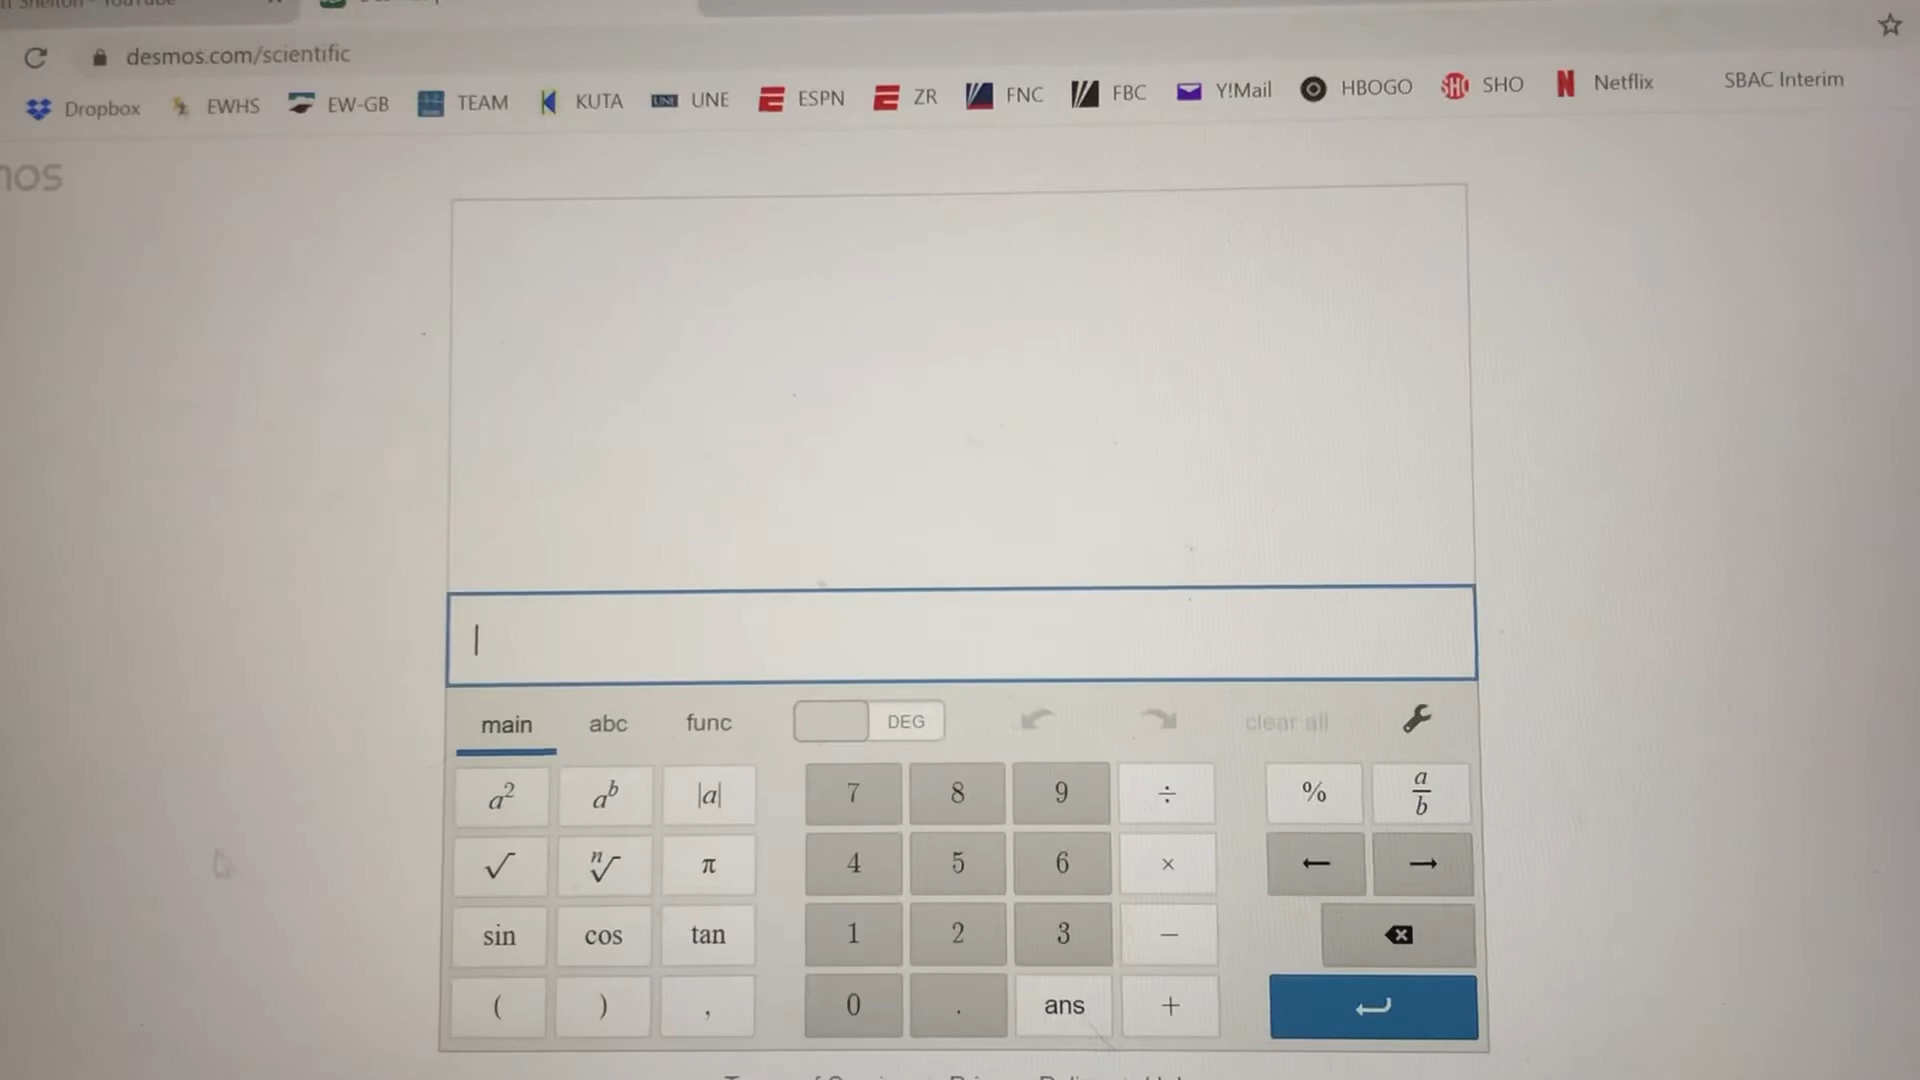 YouTube
desmos.com/scientific
Dropbox EWHS EW-GB TEAM KUTA UNE ESPN ZR FNC FBC Y!Mail HBOGO SHO Netflix SBAC Interim
main abc func DEG clear all
a² aᵇ |a| 7 8 9 ÷ % a/b
√ ⁿ√ π 4 5 6 × ← →
sin cos tan 1 2 3 −
( ) , 0 . ans +